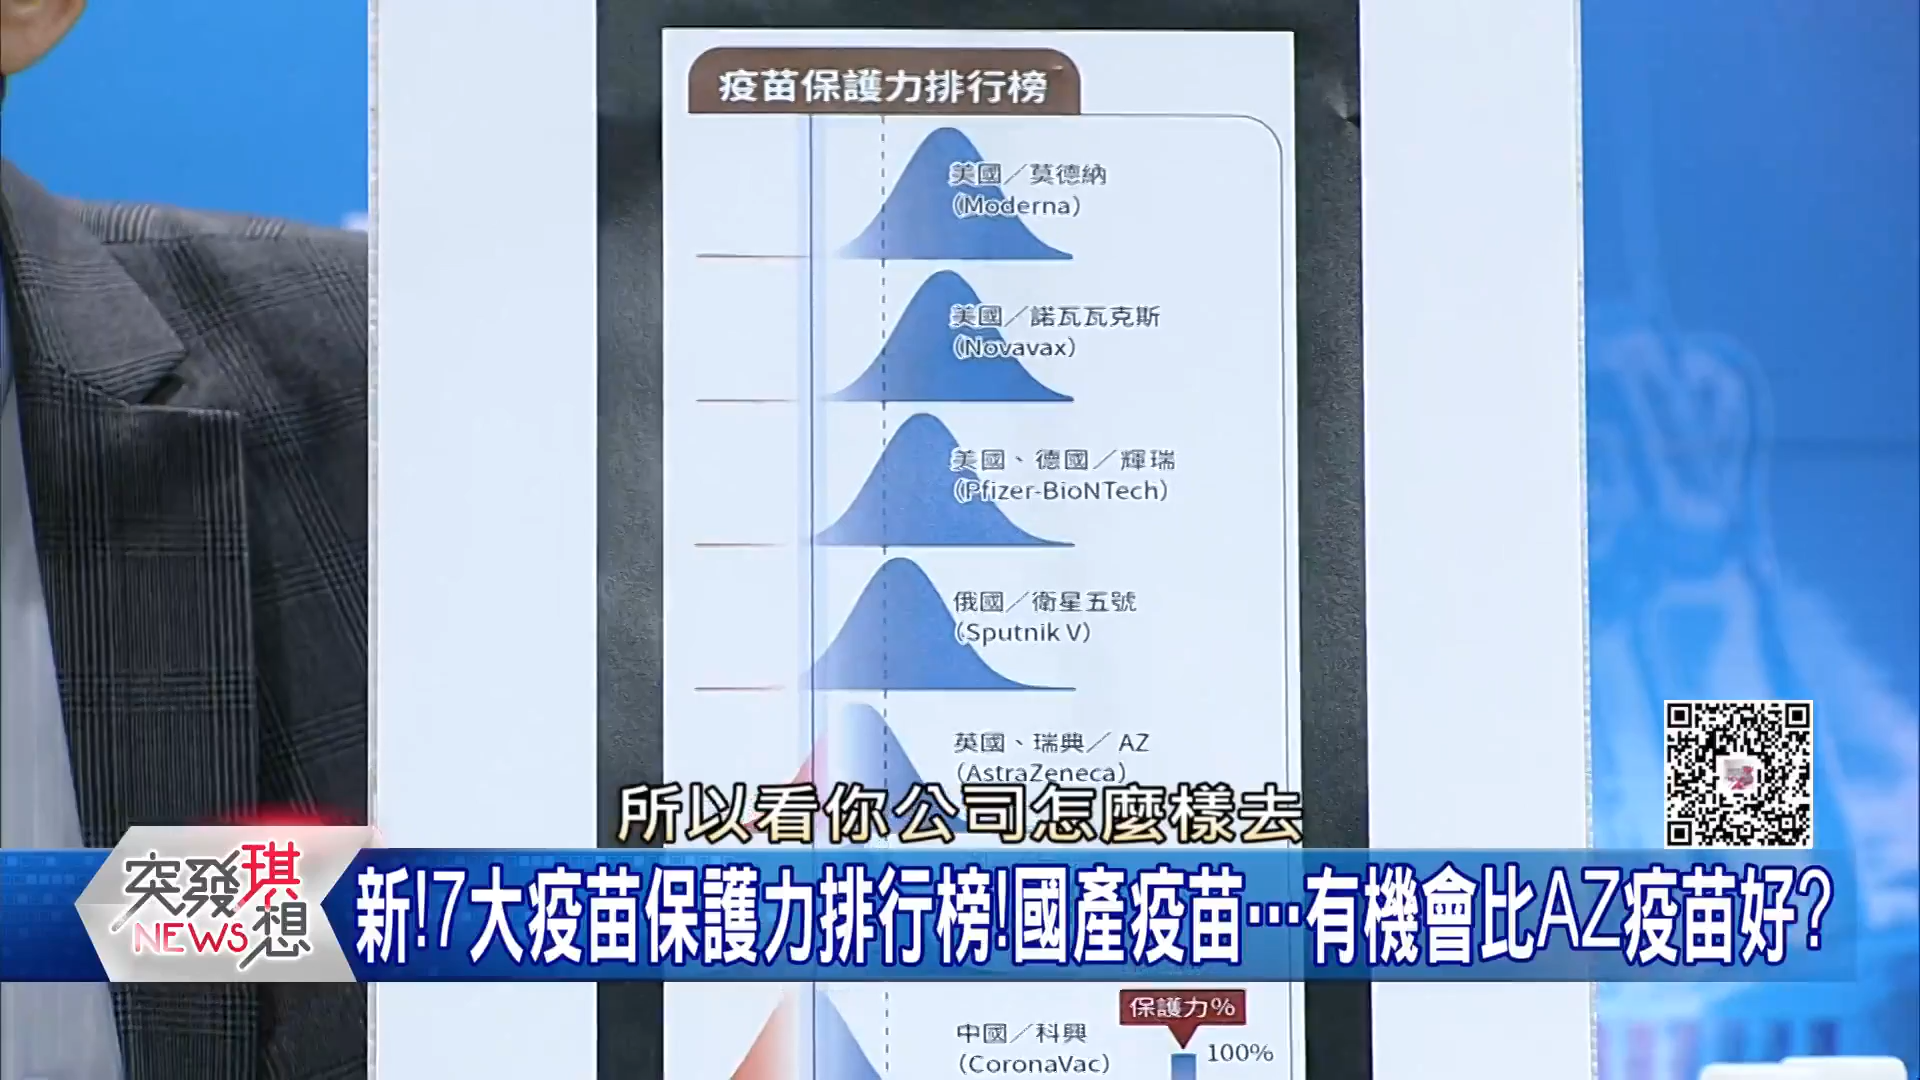 疫苗保護力排行榜
美國／莫德納
(Moderna)
美國／諾瓦瓦克斯
(Novavax)
美國、德國／輝瑞
(Pfizer-BioNTech)
俄國／衛星五號
(Sputnik V)
英國、瑞典／AZ
(AstraZeneca)
所以看你公司怎麼樣去
突發琪想
NEWS
新!7大疫苗保護力排行榜!國產疫苗…有機會比AZ疫苗好?
保護力%
100%
中國／科興
(CoronaVac)